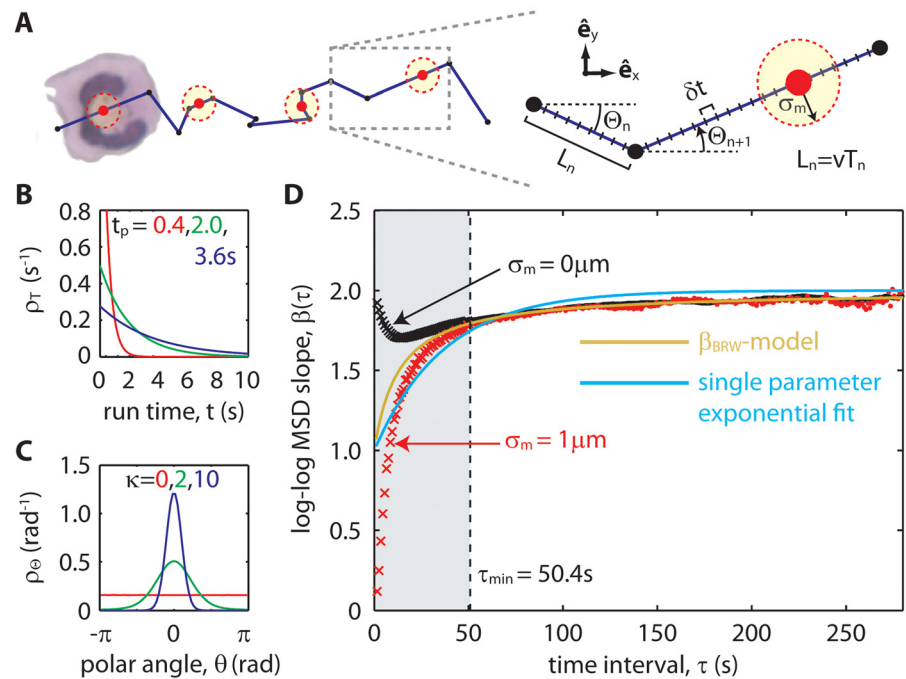 A
ê_y
ê_x
Θ_n
L_n
δt
Θ_n+1
σ_m
L_n=vT_n
B
t_p = 0.4,2.0,
3.6s
ρ_T (s⁻¹)
0.8
0.6
0.4
0.2
0
0 2 4 6 8 10
run time, t (s)
C
κ=0,2,10
ρ_Θ (rad⁻¹)
1.5
1.0
0.5
0
-π 0 π
polar angle, θ (rad)
D
log-log MSD slope, β(τ)
2.5
2.0
1.5
1.0
0.5
0
σ_m = 0μm
β_BRW-model
single parameter
exponential fit
σ_m = 1μm
τ_min = 50.4s
0 50 100 150 200 250
time interval, τ (s)